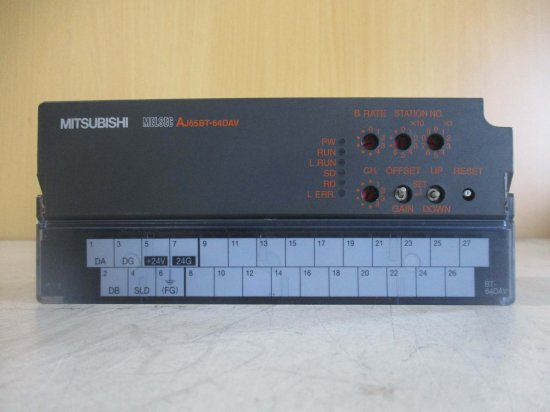 MITSUBISHI MELSEC AJ65BT-64DAV
B RATE STATION NO.
×10 ×1
PW
RUN
L RUN
SD
RD
L ERR.
CH. OFFSET UP RESET
SET
GAIN DOWN
1 3 5 7 9 11 13 15 17 19 21 23 25 27
DA DG +24V 24G
2 4 6 8 10 12 14 16 18 20 22 24 26
DB SLD (FG)
BT-
64DAV